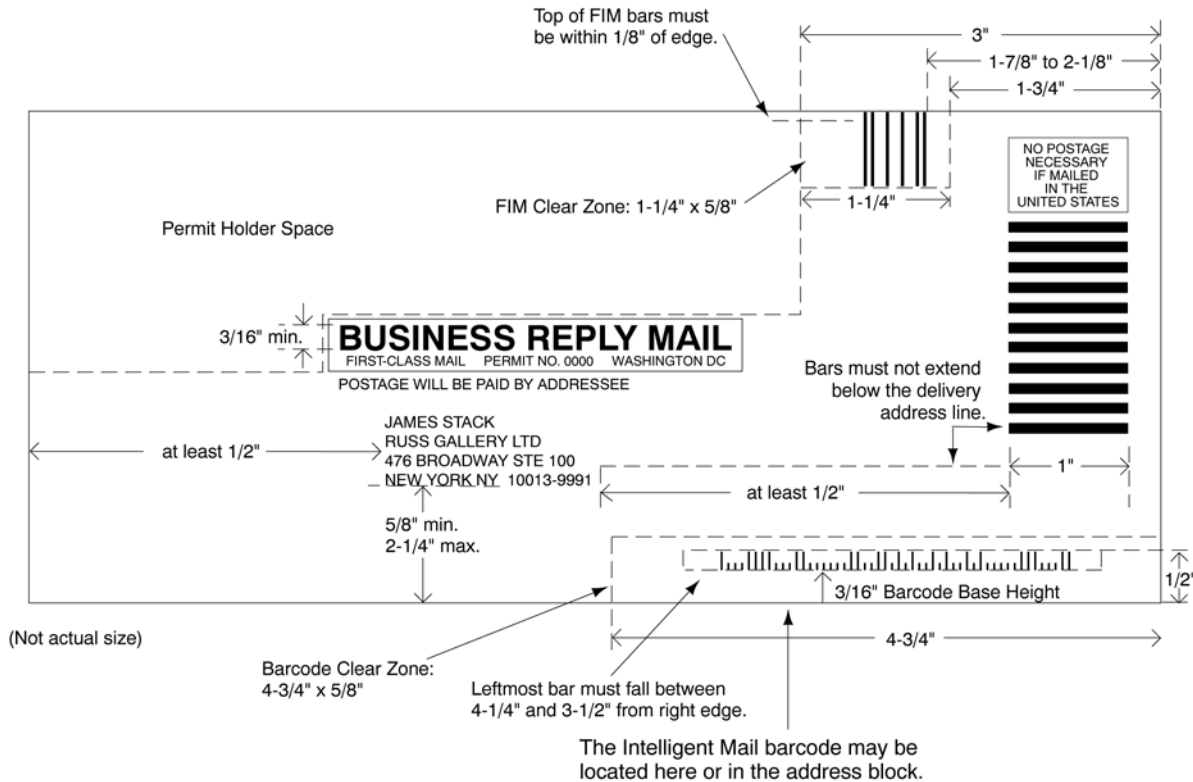 Top of FIM bars must
be within 1/8" of edge.
3"
1-7/8" to 2-1/8"
1-3/4"
NO POSTAGE
NECESSARY
IF MAILED
IN THE
UNITED STATES
FIM Clear Zone: 1-1/4" x 5/8"
1-1/4"
Permit Holder Space
3/16" min.
BUSINESS REPLY MAIL
FIRST-CLASS MAIL PERMIT NO. 0000 WASHINGTON DC
POSTAGE WILL BE PAID BY ADDRESSEE
Bars must not extend
below the delivery
address line.
JAMES STACK
RUSS GALLERY LTD
476 BROADWAY STE 100
NEW YORK NY 10013-9991
at least 1/2"
1"
at least 1/2"
5/8" min.
2-1/4" max.
1/2"
3/16" Barcode Base Height
(Not actual size)
4-3/4"
Barcode Clear Zone:
4-3/4" x 5/8"
Leftmost bar must fall between
4-1/4" and 3-1/2" from right edge.
The Intelligent Mail barcode may be
located here or in the address block.